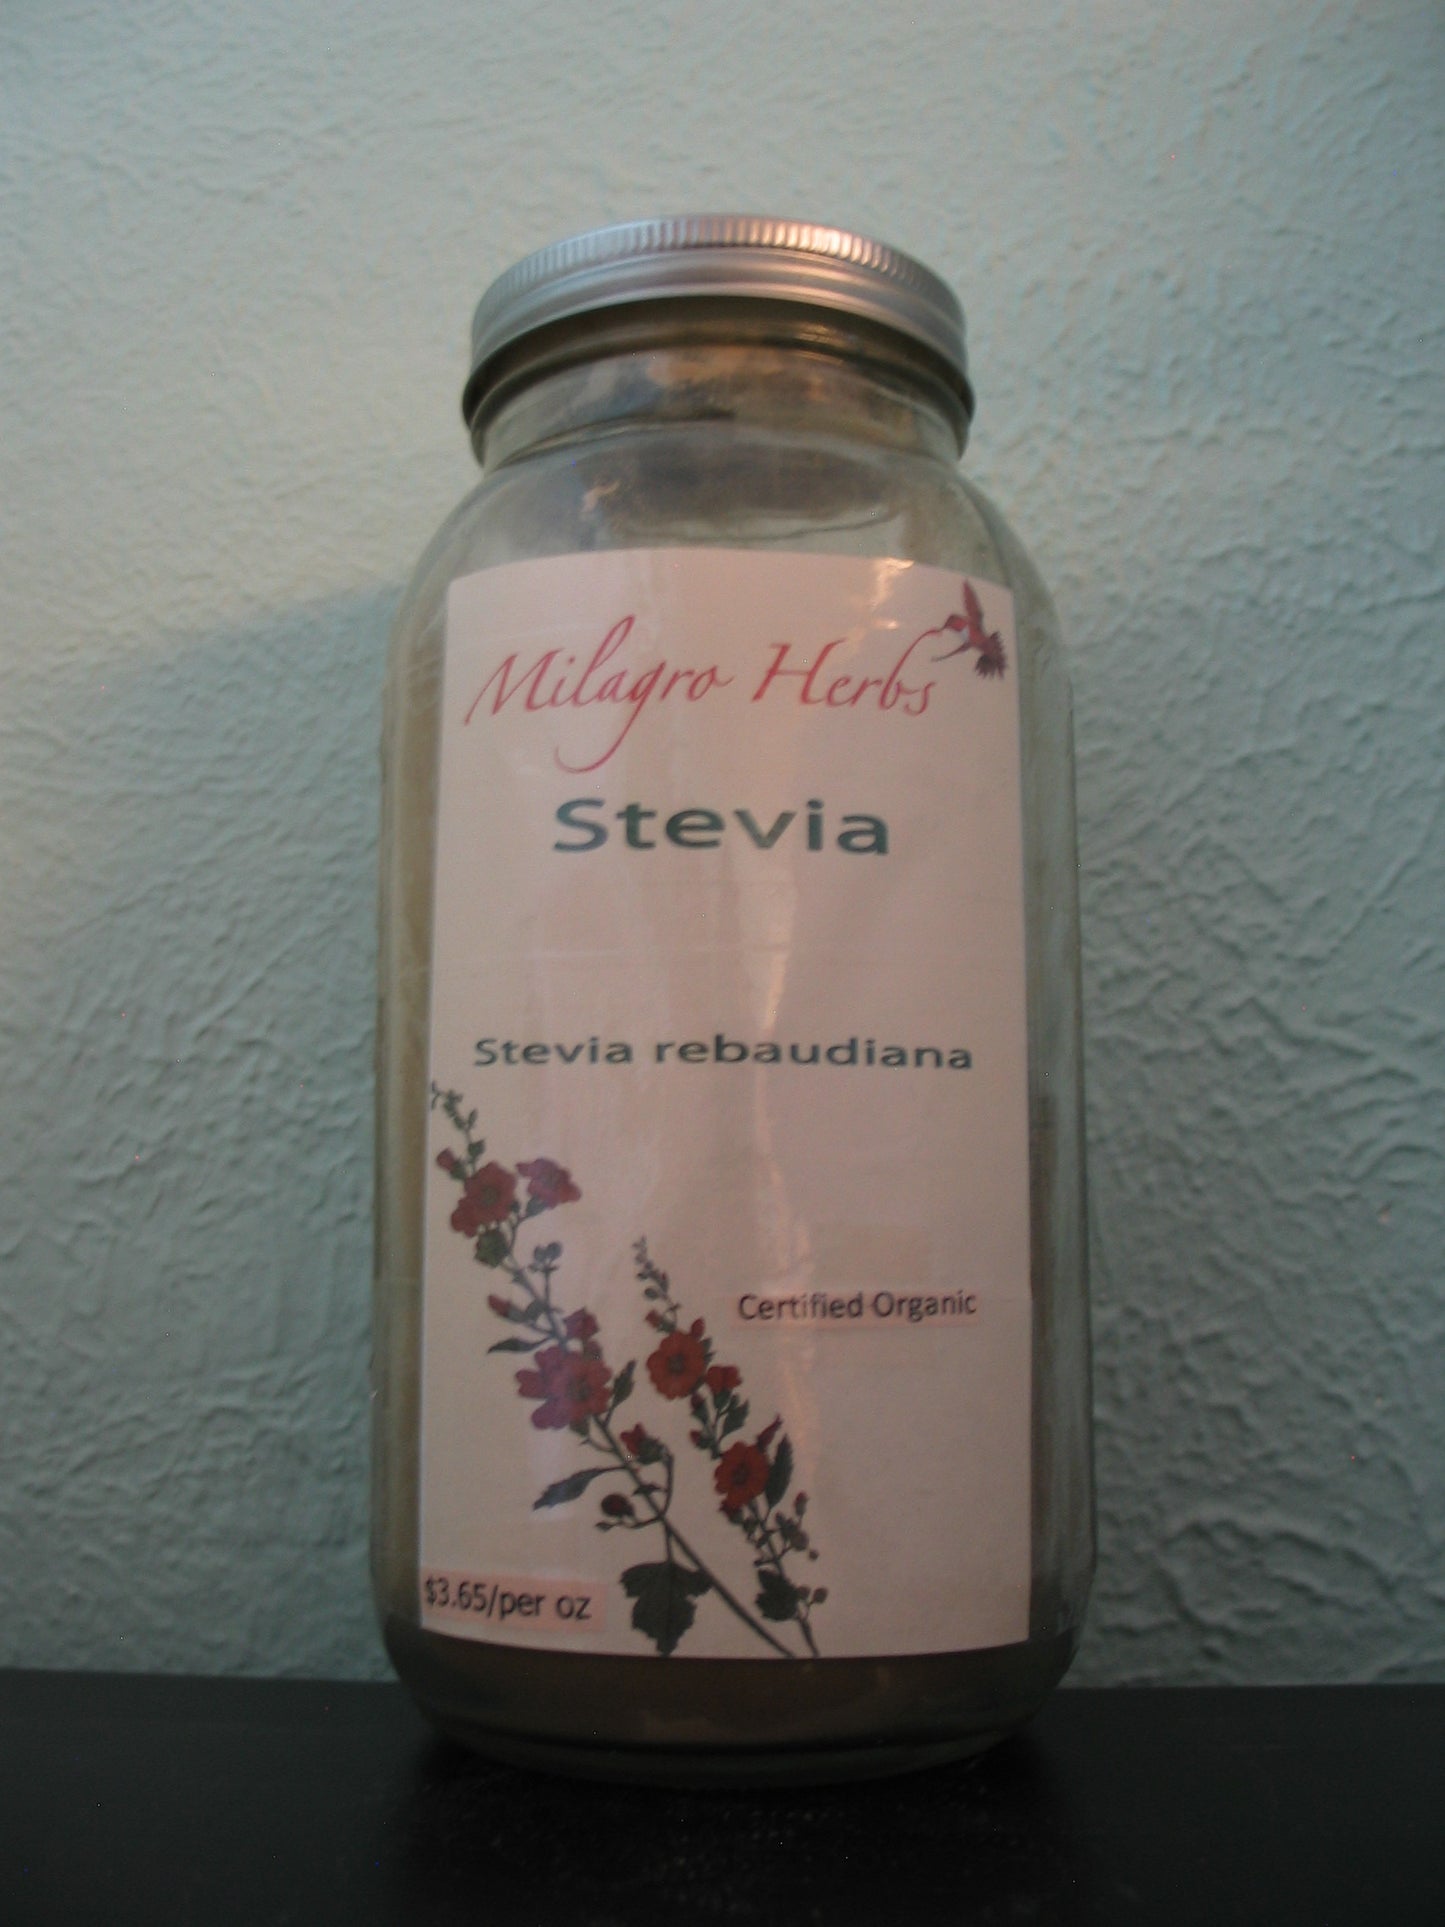 Milagro Herbs
Stevia
Stevia rebaudiana
Certified Organic
$3.65/per oz